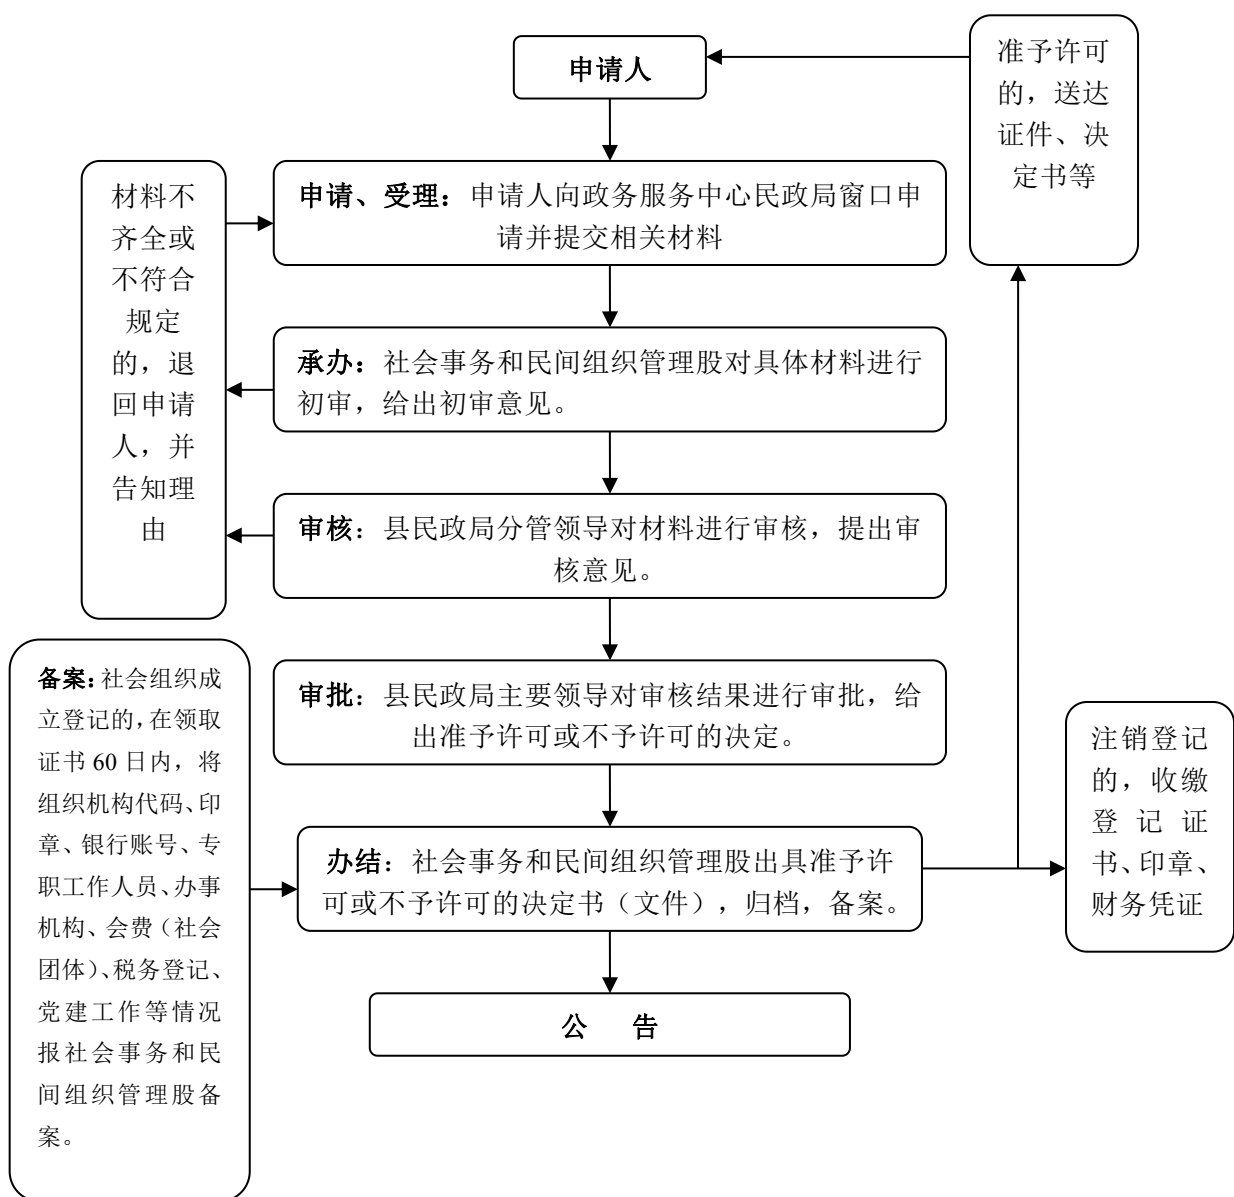 申请人
准予许可
的，送达
证件、决
定书等
材料不
齐全或
不符合
规定
的，退
回申请
人，并
告知理
由
申请、受理：申请人向政务服务中心民政局窗口申
请并提交相关材料
承办：社会事务和民间组织管理股对具体材料进行
初审，给出初审意见。
审核：县民政局分管领导对材料进行审核，提出审
核意见。
审批：县民政局主要领导对审核结果进行审批，给
出准予许可或不予许可的决定。
备案：社会组织成
立登记的，在领取
证书 60 日内，将
组织机构代码、印
章、银行账号、专
职工作人员、办事
机构、会费（社会
团体）、税务登记、
党建工作等情况
报社会事务和民
间组织管理股备
案。
办结：社会事务和民间组织管理股出具准予许
可或不予许可的决定书（文件），归档，备案。
注销登记
的，收缴
登记证
书、印章、
财务凭证
公 告